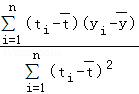 n
∑ (tᵢ-t̅)(yᵢ-y̅)
i=1
n
∑ (tᵢ-t̅)²
i=1